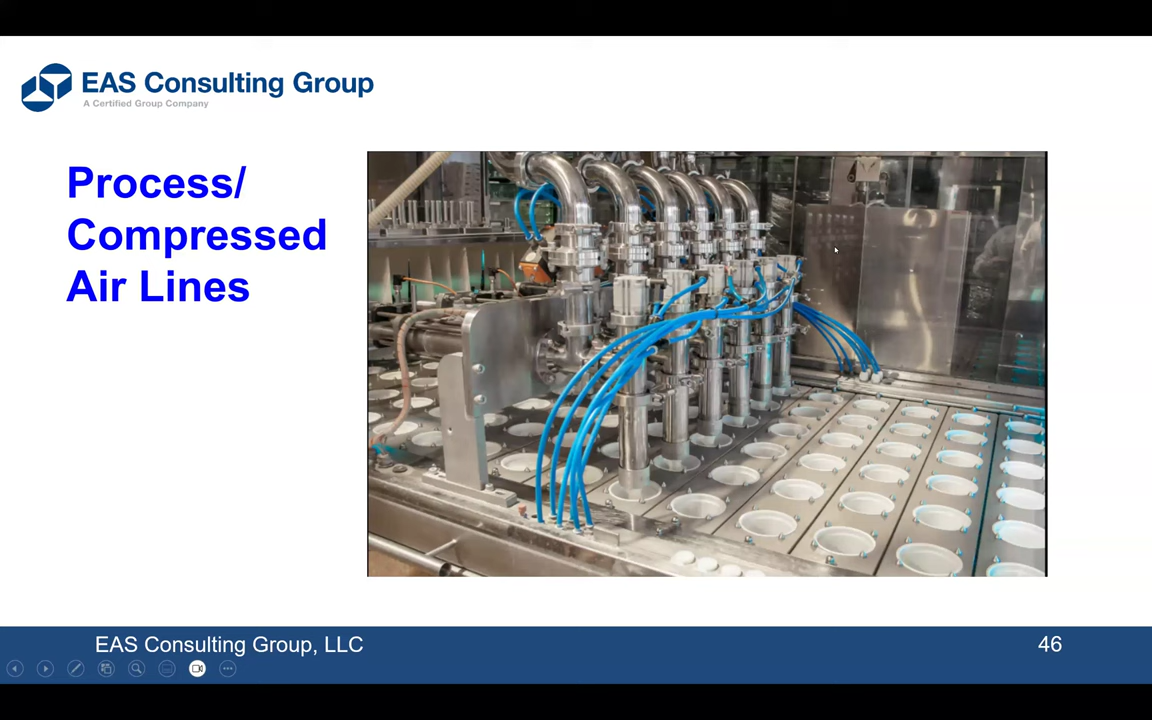 EAS Consulting Group
A Certified Group Company
Process/
Compressed
Air Lines
EAS Consulting Group, LLC
46